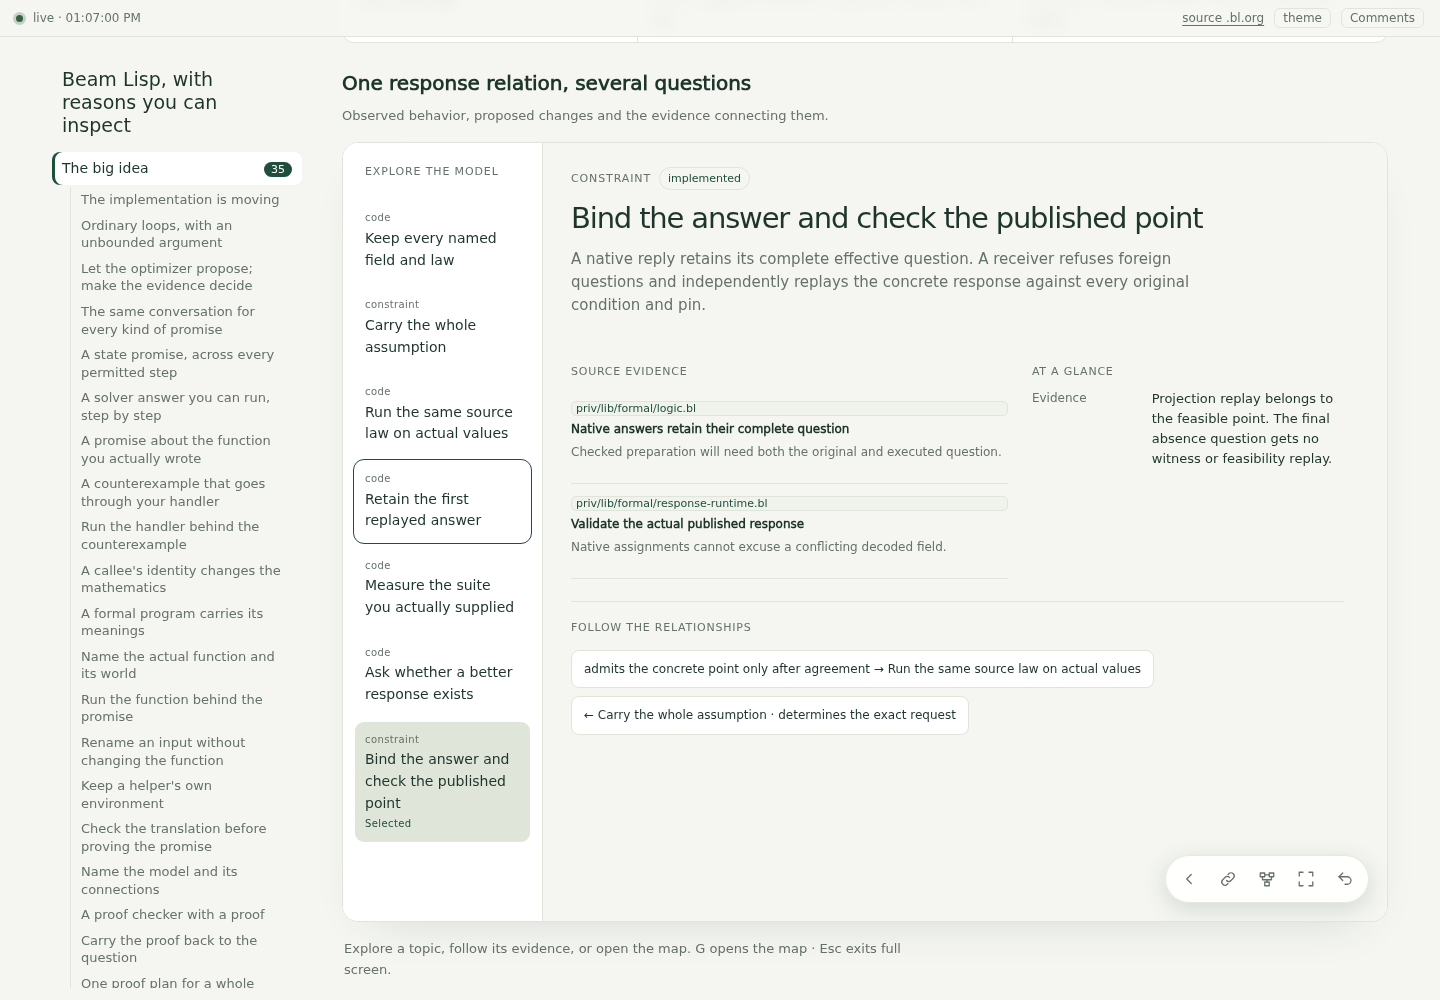 live · 01:07:00 PM
source .bl.org
theme
Comments
Beam Lisp, with
reasons you can
inspect
The big idea
35
The implementation is moving
Ordinary loops, with an
unbounded argument
Let the optimizer propose;
make the evidence decide
The same conversation for
every kind of promise
A state promise, across every
permitted step
A solver answer you can run,
step by step
A promise about the function
you actually wrote
A counterexample that goes
through your handler
Run the handler behind the
counterexample
A callee's identity changes the
mathematics
A formal program carries its
meanings
Name the actual function and
its world
Run the function behind the
promise
Rename an input without
changing the function
Keep a helper's own
environment
Check the translation before
proving the promise
Name the model and its
connections
A proof checker with a proof
Carry the proof back to the
question
One proof plan for a whole
One response relation, several questions
Observed behavior, proposed changes and the evidence connecting them.
EXPLORE THE MODEL
code
Keep every named
field and law
constraint
Carry the whole
assumption
code
Run the same source
law on actual values
code
Retain the first
replayed answer
code
Measure the suite
you actually supplied
code
Ask whether a better
response exists
constraint
Bind the answer and
check the published
point
Selected
CONSTRAINT
implemented
Bind the answer and check the published point
A native reply retains its complete effective question. A receiver refuses foreign
questions and independently replays the concrete response against every original
condition and pin.
SOURCE EVIDENCE
priv/lib/formal/logic.bl
Native answers retain their complete question
Checked preparation will need both the original and executed question.
priv/lib/formal/response-runtime.bl
Validate the actual published response
Native assignments cannot excuse a conflicting decoded field.
AT A GLANCE
Evidence
Projection replay belongs to
the feasible point. The final
absence question gets no
witness or feasibility replay.
FOLLOW THE RELATIONSHIPS
admits the concrete point only after agreement → Run the same source law on actual values
← Carry the whole assumption · determines the exact request
Explore a topic, follow its evidence, or open the map. G opens the map · Esc exits full
screen.